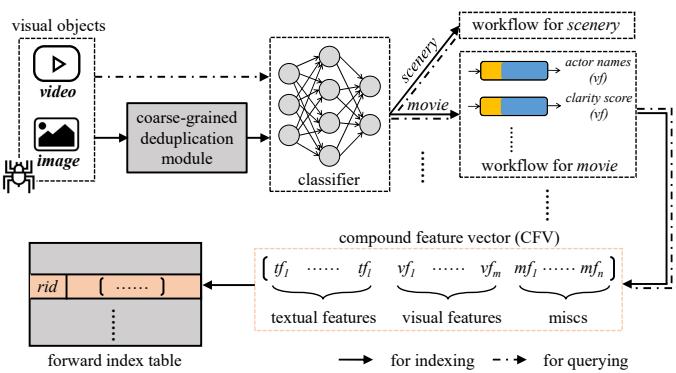 visual objects
video
image
coarse-grained
deduplication
module
classifier
scenery
movie
workflow for scenery
actor names
(vf)
clarity score
(vf)
workflow for movie
compound feature vector (CFV)
[ tf1 ...... tfl vf1 ...... vfm mf1 ...... mfn ]
textual features visual features miscs
rid [ ...... ]
forward index table
for indexing for querying